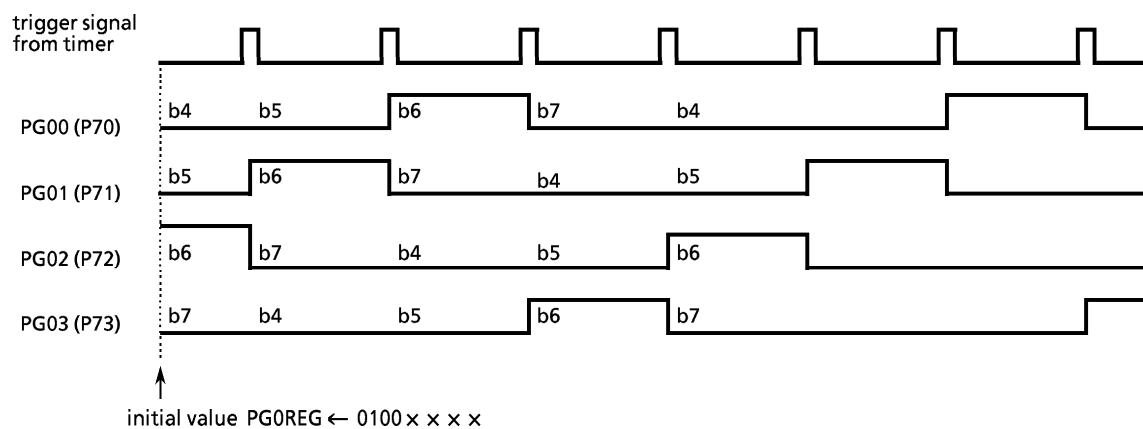 trigger signal
from timer
PG00 (P70) b4 b5 b6 b7 b4
PG01 (P71) b5 b6 b7 b4 b5
PG02 (P72) b6 b7 b4 b5 b6
PG03 (P73) b7 b4 b5 b6 b7
initial value PG0REG ← 0100 × × × ×